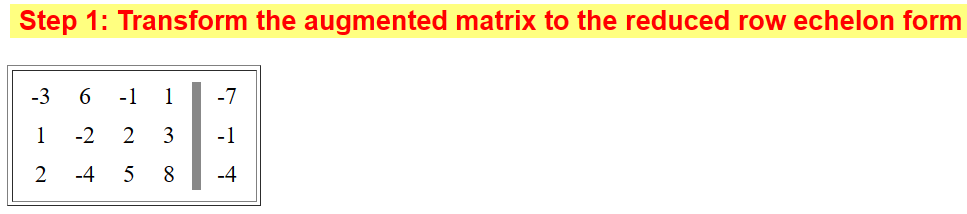 Step 1: Transform the augmented matrix to the reduced row echelon form
-3 6 -1 1 -7
1 -2 2 3 -1
2 -4 5 8 -4